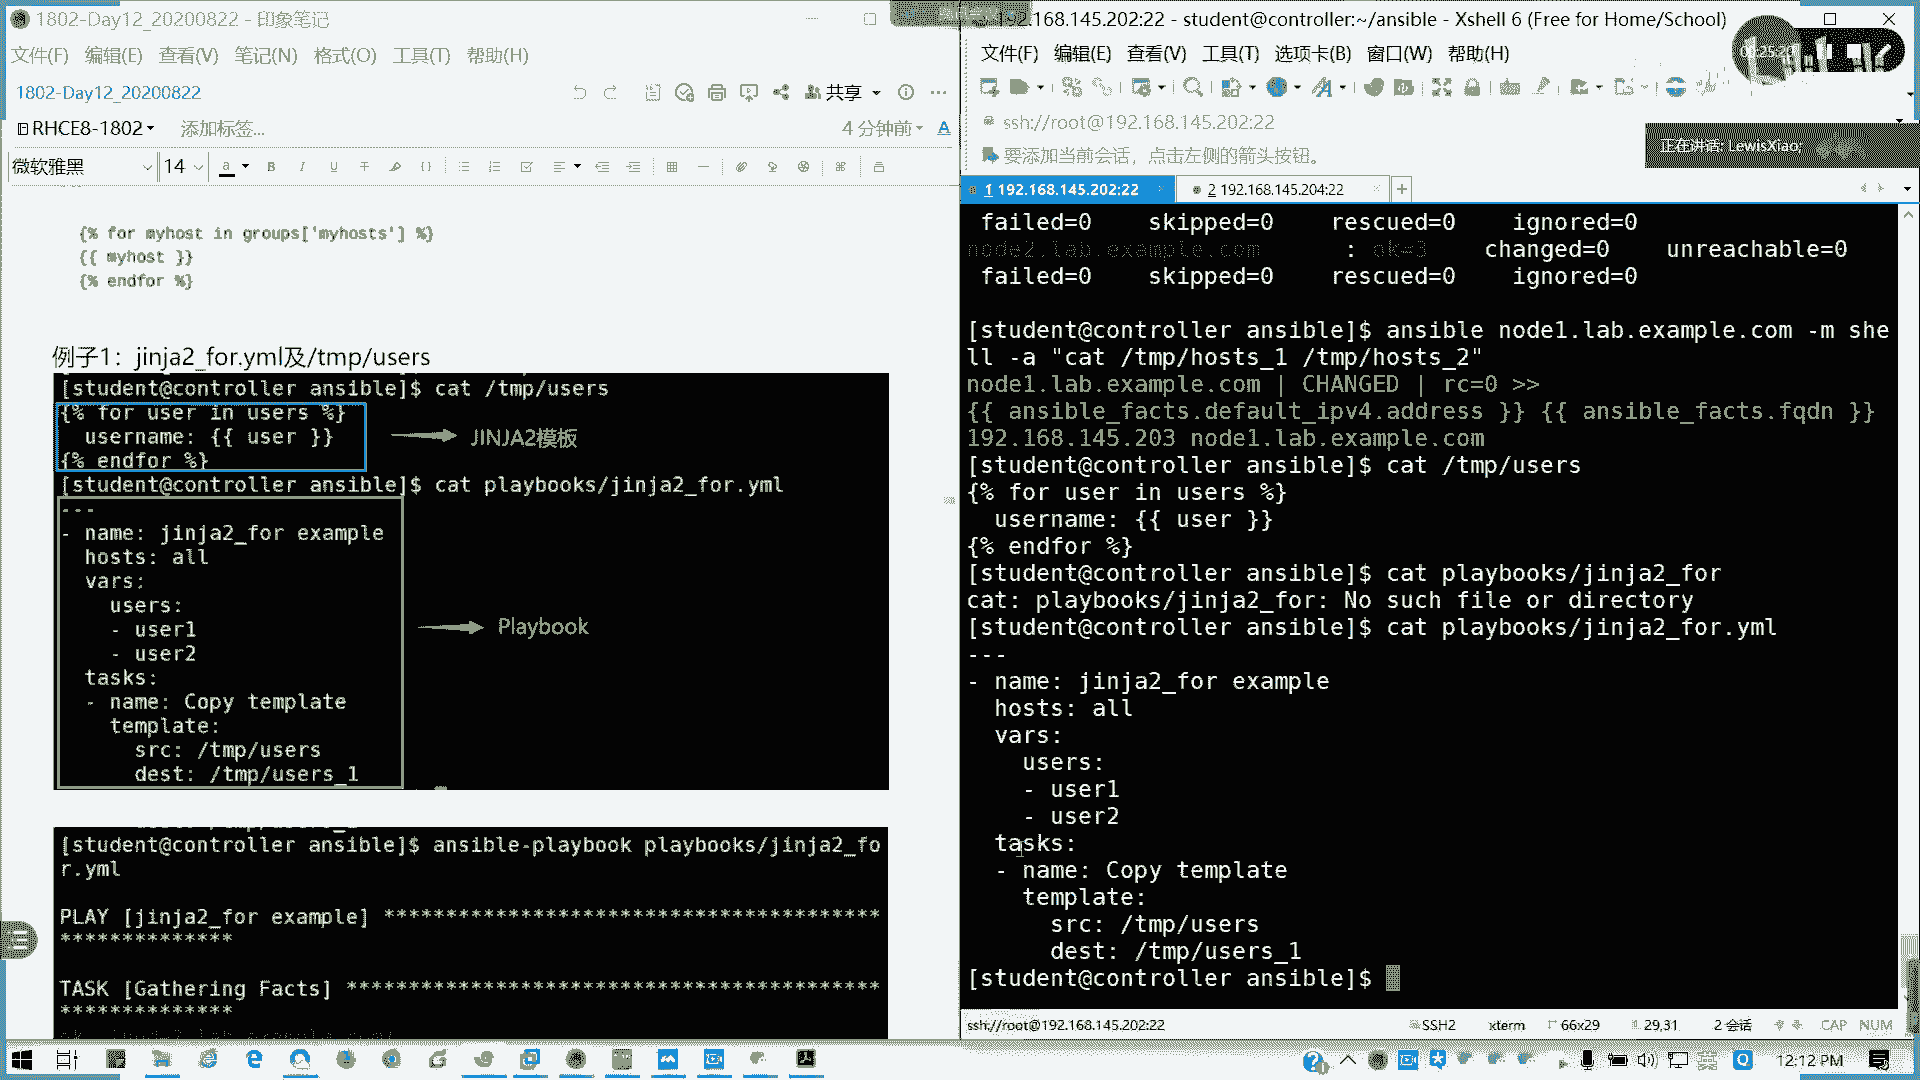 1802-Day12_20200822 - 印象笔记
文件(F) 编辑(E) 查看(V) 笔记(N) 格式(O) 工具(T) 帮助(H)
1802-Day12_20200822
共享
RHCE8-1802 添加标签...
4 分钟前
微软雅黑 14
{% for myhost in groups['myhosts'] %}
{{ myhost }}
{% endfor %}
例子1：jinja2_for.yml及/tmp/users
[student@controller ansible]$ cat /tmp/users
{% for user in users %}
username: {{ user }}
{% endfor %}
JINJA2模板
[student@controller ansible]$ cat playbooks/jinja2_for.yml
---
- name: jinja2_for example
hosts: all
vars:
users:
- user1
- user2
tasks:
- name: Copy template
template:
src: /tmp/users
dest: /tmp/users_1
Playbook
[student@controller ansible]$ ansible-playbook playbooks/jinja2_fo
r.yml
PLAY [jinja2_for example] ****************************************
**************
TASK [Gathering Facts] *******************************************
**************
192.168.145.202:22 - student@controller:~/ansible - Xshell 6 (Free for Home/School)
文件(F) 编辑(E) 查看(V) 工具(T) 选项卡(B) 窗口(W) 帮助(H)
ssh://root@192.168.145.202:22
要添加当前会话，点击左侧的箭头按钮。
正在讲话: LewisXiao;
1 192.168.145.202:22
2 192.168.145.204:22
failed=0 skipped=0 rescued=0 ignored=0
node2.lab.example.com : ok=3 changed=0 unreachable=0
failed=0 skipped=0 rescued=0 ignored=0
[student@controller ansible]$ ansible node1.lab.example.com -m she
ll -a "cat /tmp/hosts_1 /tmp/hosts_2"
node1.lab.example.com | CHANGED | rc=0 >>
{{ ansible_facts.default_ipv4.address }} {{ ansible_facts.fqdn }}
192.168.145.203 node1.lab.example.com
[student@controller ansible]$ cat /tmp/users
{% for user in users %}
username: {{ user }}
{% endfor %}
[student@controller ansible]$ cat playbooks/jinja2_for
cat: playbooks/jinja2_for: No such file or directory
[student@controller ansible]$ cat playbooks/jinja2_for.yml
---
- name: jinja2_for example
hosts: all
vars:
users:
- user1
- user2
tasks:
- name: Copy template
template:
src: /tmp/users
dest: /tmp/users_1
[student@controller ansible]$
ssh://root@192.168.145.202:22 SSH2 xterm 66x29 29,31 2 会话 CAP NUM
12:12 PM